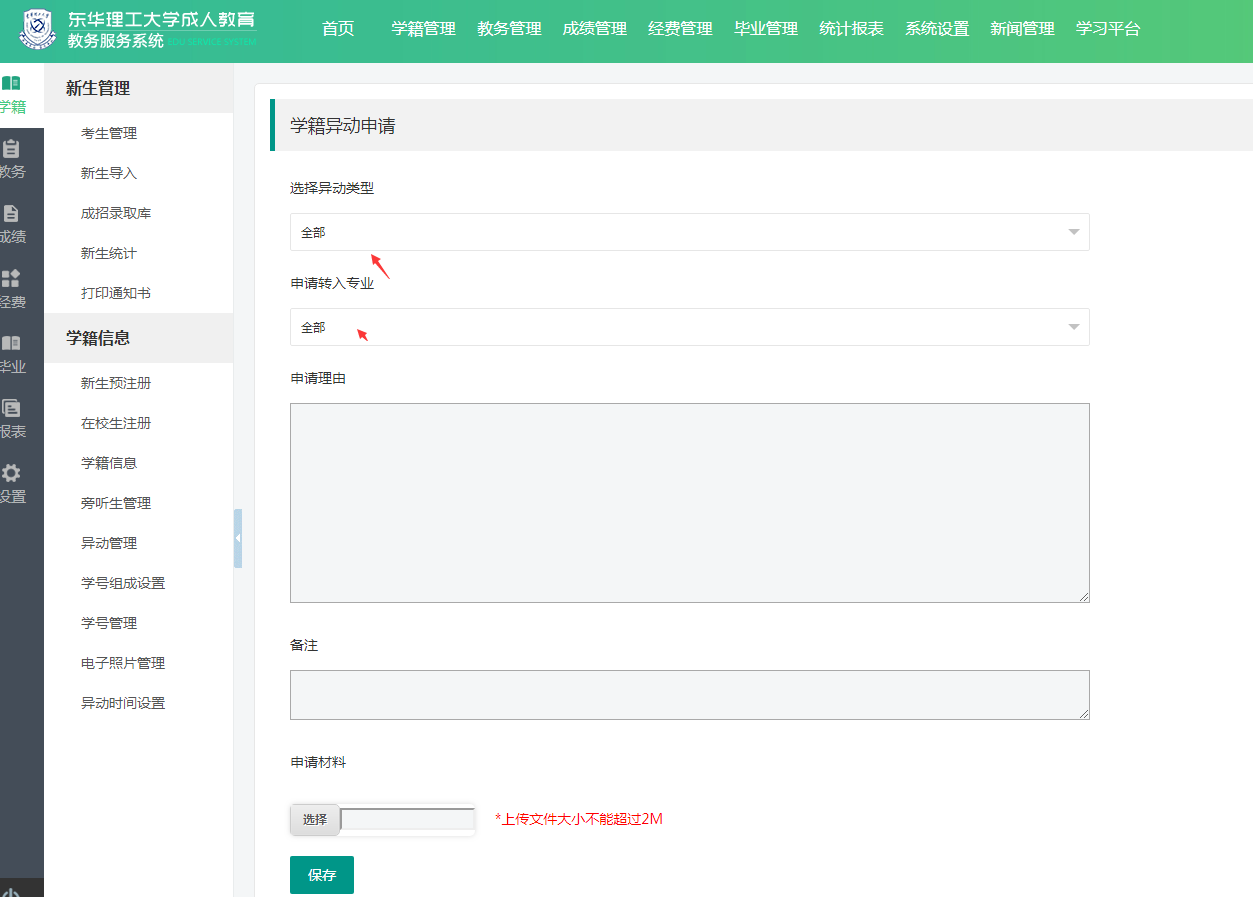 东华理工大学成人教育
教务服务系统 EDU SERVICE SYSTEM
首页 学籍管理 教务管理 成绩管理 经费管理 毕业管理 统计报表 系统设置 新闻管理 学习平台
学籍
教务
成绩
经费
毕业
报表
设置
新生管理
考生管理
新生导入
成招录取库
新生统计
打印通知书
学籍信息
新生预注册
在校生注册
学籍信息
旁听生管理
异动管理
学号组成设置
学号管理
电子照片管理
异动时间设置
学籍异动申请
选择异动类型
全部
申请转入专业
全部
申请理由
备注
申请材料
选择
*上传文件大小不能超过2M
保存